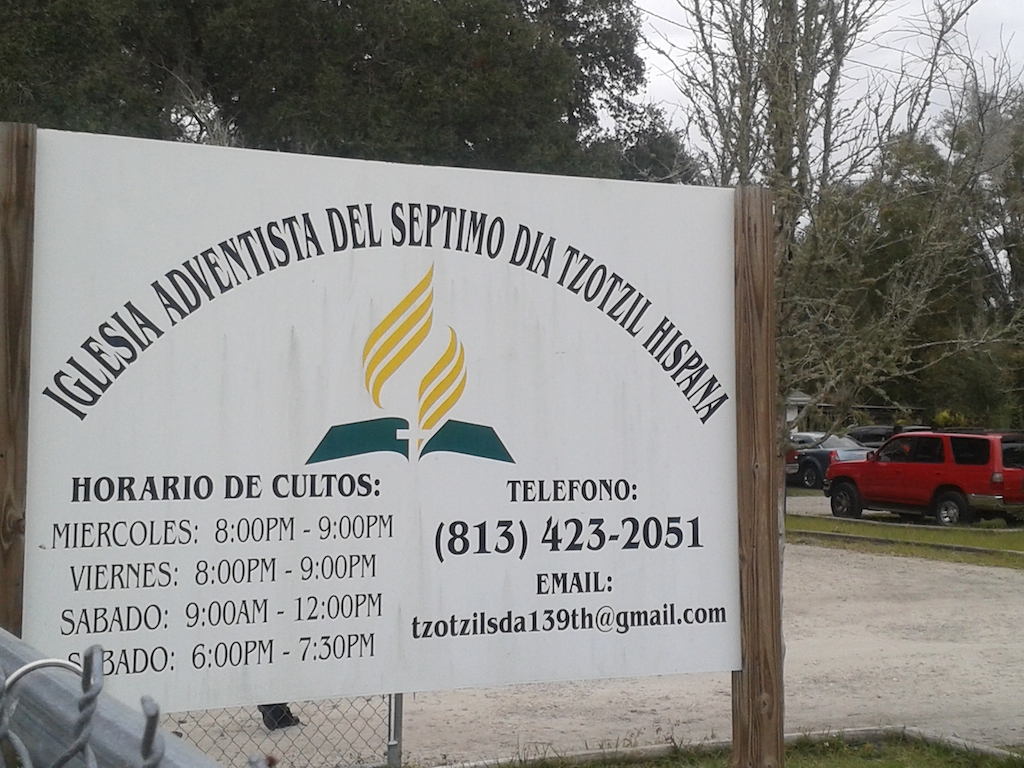 IGLESIA ADVENTISTA DEL SEPTIMO DIA TZOTZIL HISPANA
HORARIO DE CULTOS:
MIERCOLES: 8:00PM - 9:00PM
VIERNES: 8:00PM - 9:00PM
SABADO: 9:00AM - 12:00PM
SABADO: 6:00PM - 7:30PM
TELEFONO:
(813) 423-2051
EMAIL:
tzotzilsda139th@gmail.com